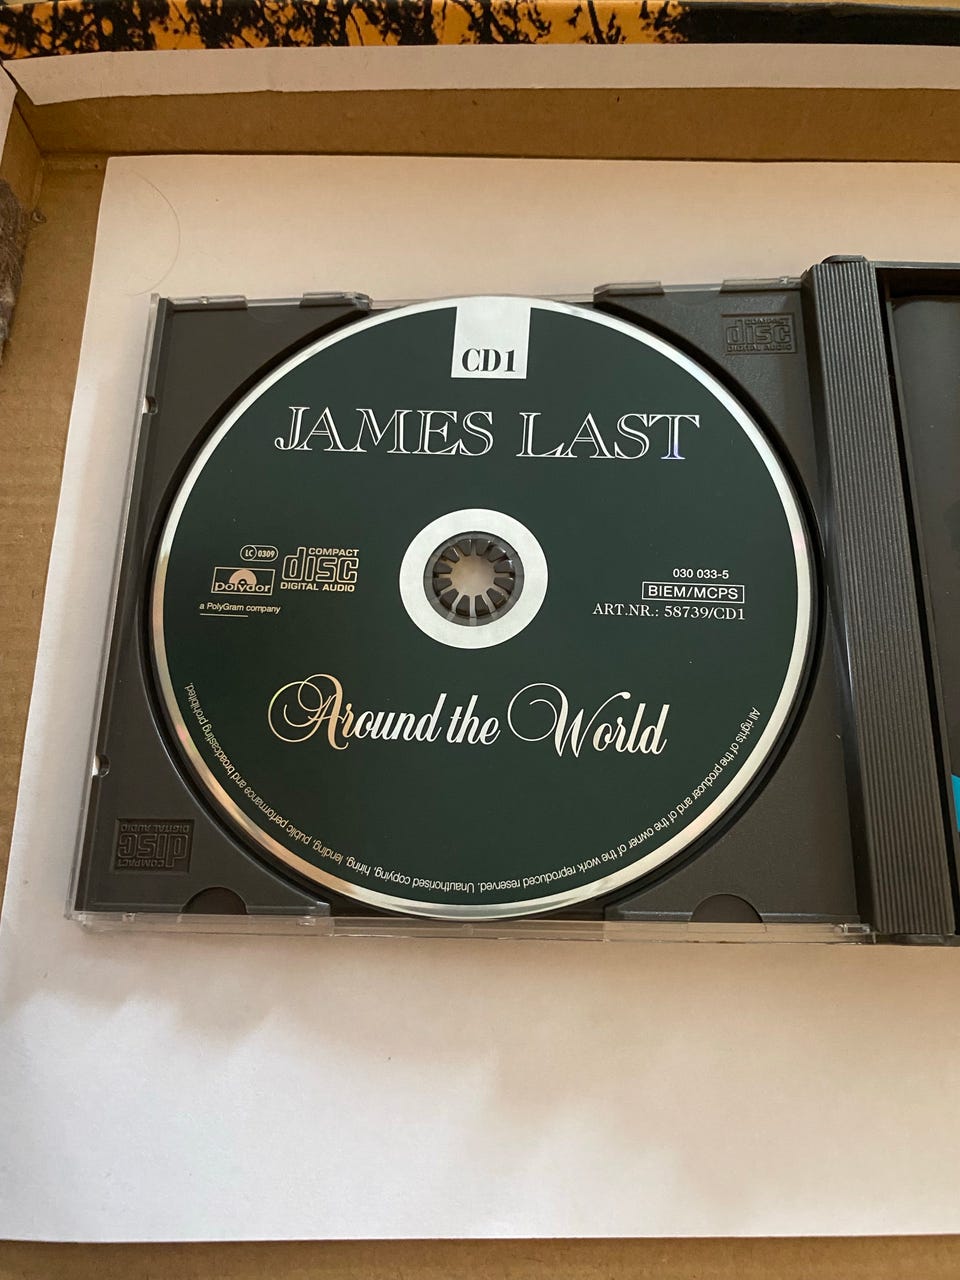 CD1
JAMES LAST
LC 0309
COMPACT
disc
DIGITAL AUDIO
polydor
a PolyGram company
030 033-5
BIEM/MCPS
ART.NR.: 58739/CD1
Around the World
All rights of the producer and of the owner of the work reproduced reserved. Unauthorised copying, hiring, lending, public performance and broadcasting prohibited.
COMPACT
disc
DIGITAL AUDIO
COMPACT
disc
DIGITAL AUDIO